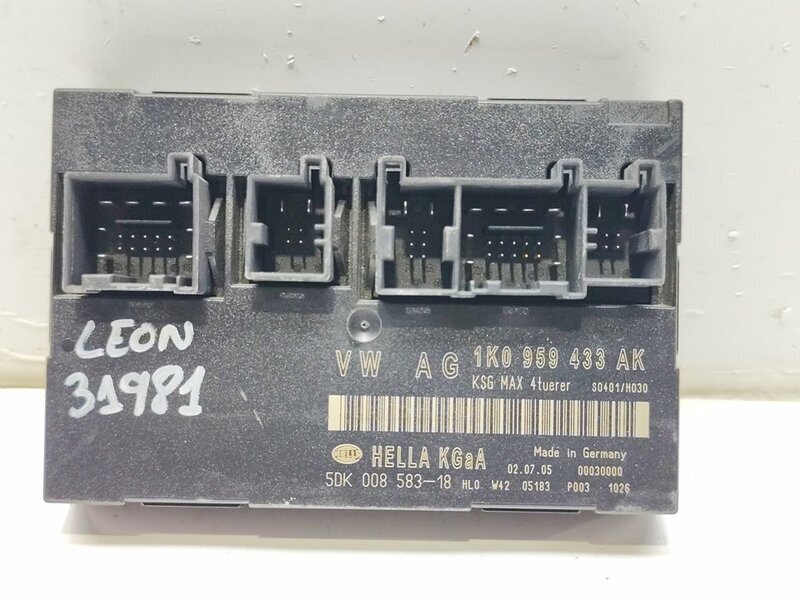 LEON
31981
VW AG 1K0 959 433 AK
KSG MAX 4tuerer S0401/H030
HELLA HELLA KGaA Made in Germany
02.07.05 00030000
5DK 008 583-18 HLO W42 05183 P003 1026